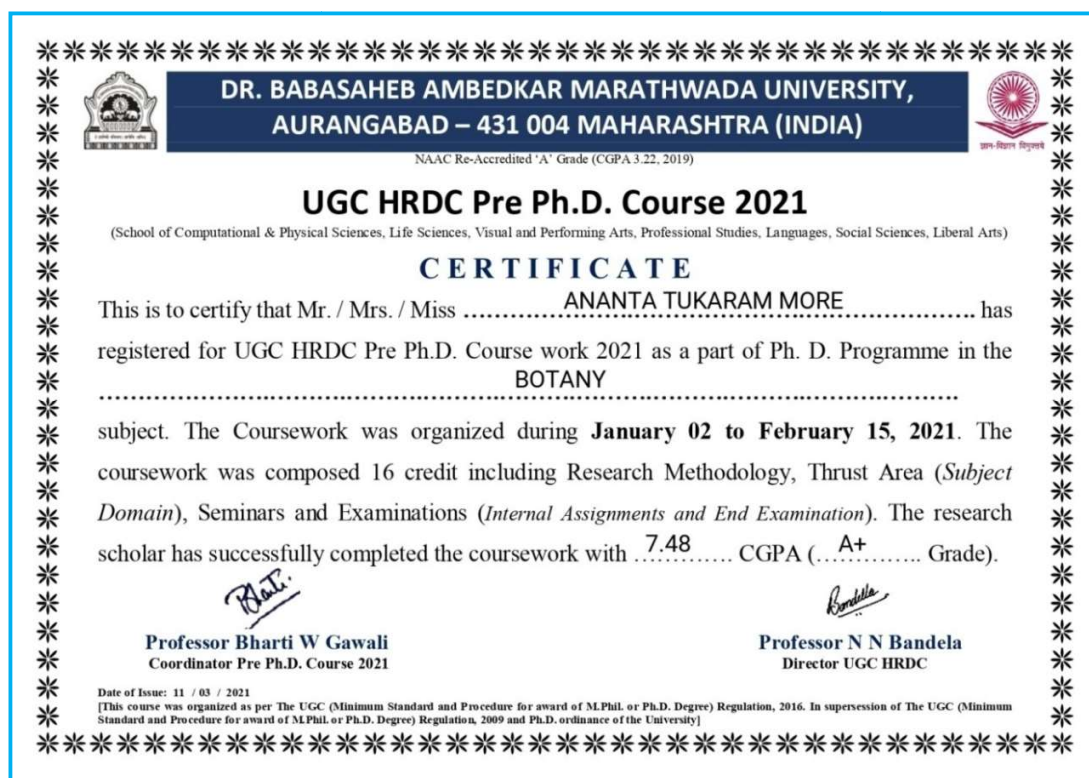 DR. BABASAHEB AMBEDKAR MARATHWADA UNIVERSITY,
AURANGABAD – 431 004 MAHARASHTRA (INDIA)
ज्ञान-विज्ञान विमुक्तये
NAAC Re-Accredited ‘A’ Grade (CGPA 3.22, 2019)
UGC HRDC Pre Ph.D. Course 2021
(School of Computational & Physical Sciences, Life Sciences, Visual and Performing Arts, Professional Studies, Languages, Social Sciences, Liberal Arts)
CERTIFICATE
This is to certify that Mr. / Mrs. / Miss ANANTA TUKARAM MORE has
registered for UGC HRDC Pre Ph.D. Course work 2021 as a part of Ph. D. Programme in the
BOTANY
subject. The Coursework was organized during January 02 to February 15, 2021. The
coursework was composed 16 credit including Research Methodology, Thrust Area (Subject
Domain), Seminars and Examinations (Internal Assignments and End Examination). The research
scholar has successfully completed the coursework with 7.48 CGPA (A+ Grade).
Bharti.
Bandella
Professor Bharti W Gawali
Coordinator Pre Ph.D. Course 2021
Professor N N Bandela
Director UGC HRDC
Date of Issue: 11 / 03 / 2021
[This course was organized as per The UGC (Minimum Standard and Procedure for award of M.Phil. or Ph.D. Degree) Regulation, 2016. In supersession of The UGC (Minimum
Standard and Procedure for award of M.Phil. or Ph.D. Degree) Regulation, 2009 and Ph.D. ordinance of the University]